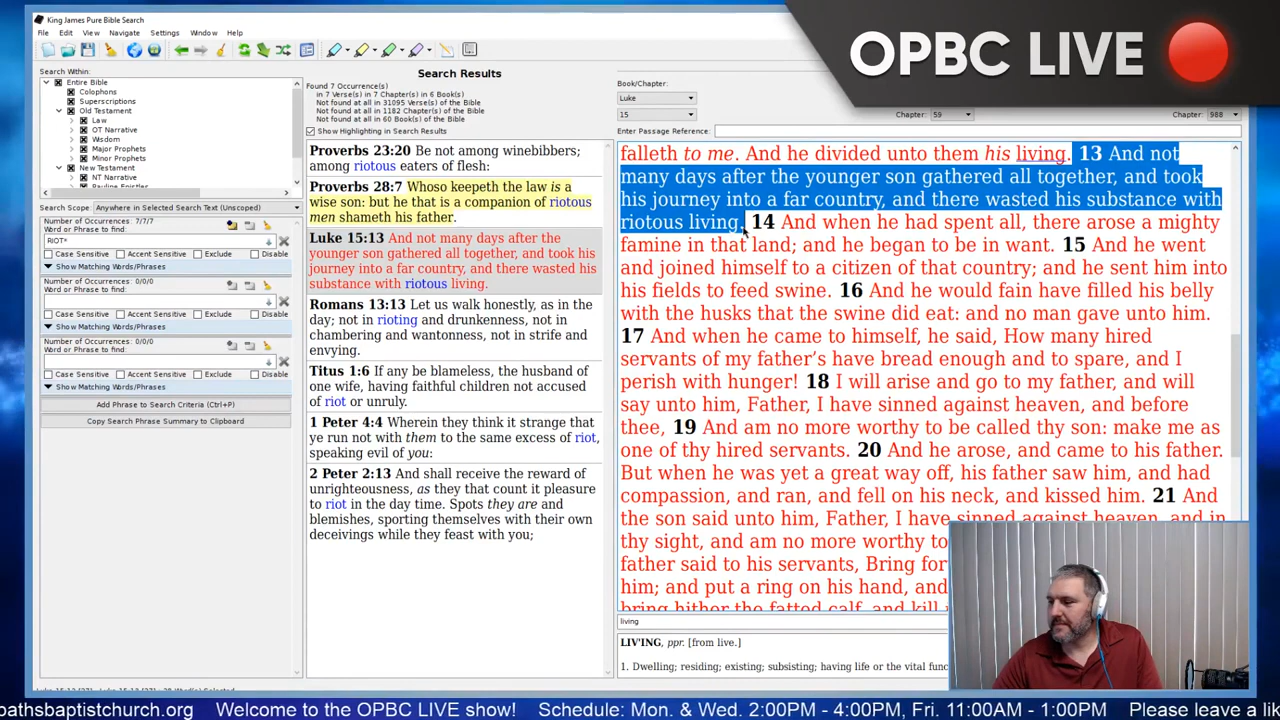 King James Pure Bible Search
File Edit View Navigate Settings Window Help
OPBC LIVE
Search Within:
Entire Bible
Colophons
Superscriptions
Old Testament
Law
OT Narrative
Wisdom
Major Prophets
Minor Prophets
New Testament
NT Narrative
Pauline Epistles
Search Scope: Anywhere in Selected Search Text (Unscoped)
Number of Occurrences: 7/7/7
Word or Phrase to find:
RIOT*
Case Sensitive Accent Sensitive Exclude Disable
Show Matching Words/Phrases
Number of Occurrences: 0/0/0
Word or Phrase to find:
Case Sensitive Accent Sensitive Exclude Disable
Show Matching Words/Phrases
Number of Occurrences: 0/0/0
Word or Phrase to find:
Case Sensitive Accent Sensitive Exclude Disable
Show Matching Words/Phrases
Add Phrase to Search Criteria (Ctrl+P)
Copy Search Phrase Summary to Clipboard
Search Results
Found 7 Occurrence(s)
in 7 Verse(s) in 7 Chapter(s) in 6 Book(s)
Not found at all in 31095 Verse(s) of the Bible
Not found at all in 1182 Chapter(s) of the Bible
Not found at all in 60 Book(s) of the Bible
Show Highlighting in Search Results
Proverbs 23:20 Be not among winebibbers;
among riotous eaters of flesh:
Proverbs 28:7 Whoso keepeth the law is a
wise son: but he that is a companion of riotous
men shameth his father.
Luke 15:13 And not many days after the
younger son gathered all together, and took his
journey into a far country, and there wasted his
substance with riotous living.
Romans 13:13 Let us walk honestly, as in the
day; not in rioting and drunkenness, not in
chambering and wantonness, not in strife and
envying.
Titus 1:6 If any be blameless, the husband of
one wife, having faithful children not accused
of riot or unruly.
1 Peter 4:4 Wherein they think it strange that
ye run not with them to the same excess of riot,
speaking evil of you:
2 Peter 2:13 And shall receive the reward of
unrighteousness, as they that count it pleasure
to riot in the day time. Spots they are and
blemishes, sporting themselves with their own
deceivings while they feast with you;
Book/Chapter:
Luke
15 Chapter: 59 Chapter: 988
Enter Passage Reference:
falleth to me. And he divided unto them his living. 13 And not
many days after the younger son gathered all together, and took
his journey into a far country, and there wasted his substance with
riotous living. 14 And when he had spent all, there arose a mighty
famine in that land; and he began to be in want. 15 And he went
and joined himself to a citizen of that country; and he sent him into
his fields to feed swine. 16 And he would fain have filled his belly
with the husks that the swine did eat: and no man gave unto him.
17 And when he came to himself, he said, How many hired
servants of my father's have bread enough and to spare, and I
perish with hunger! 18 I will arise and go to my father, and will
say unto him, Father, I have sinned against heaven, and before
thee, 19 And am no more worthy to be called thy son: make me as
one of thy hired servants. 20 And he arose, and came to his father.
But when he was yet a great way off, his father saw him, and had
compassion, and ran, and fell on his neck, and kissed him. 21 And
the son said unto him, Father, I have sinned against heaven, and in
thy sight, and am no more worthy to
father said to his servants, Bring for
him; and put a ring on his hand, and
bring hither the fatted calf, and kill
living
LIV'ING, ppr. [from live.]
1. Dwelling; residing; existing; subsisting; having life or the vital func
pathsbaptistchurch.org Welcome to the OPBC LIVE show! Schedule: Mon. & Wed. 2:00PM - 4:00PM, Fri. 11:00AM - 1:00PM Please leave a lik